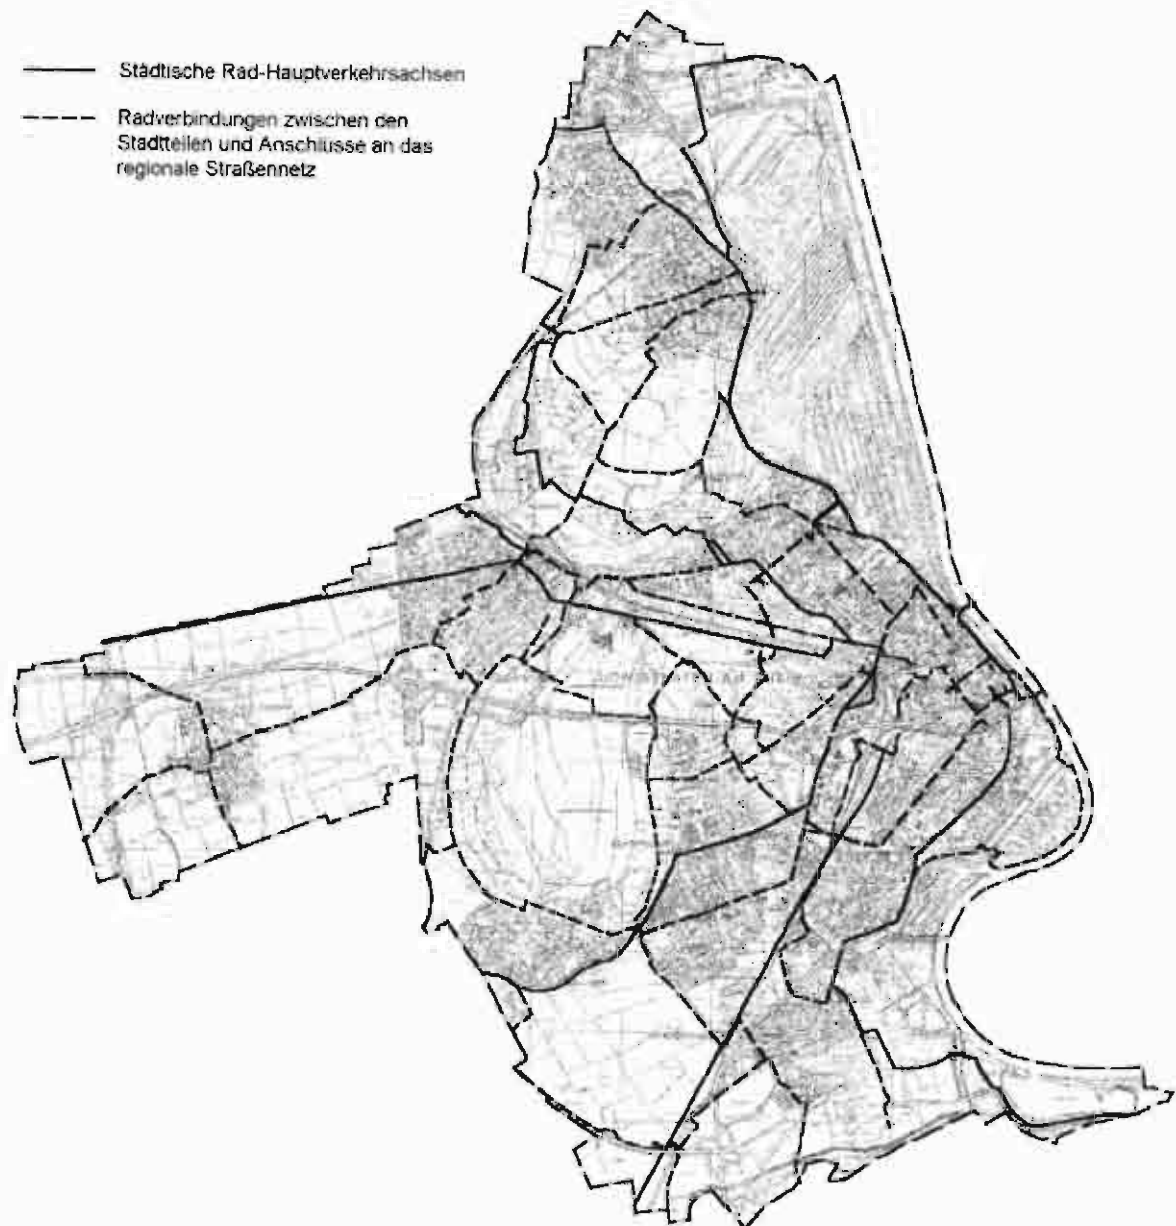 Städtische Rad-Hauptverkehrsachsen
Radverbindungen zwischen den
Stadtteilen und Anschlüsse an das
regionale Straßennetz